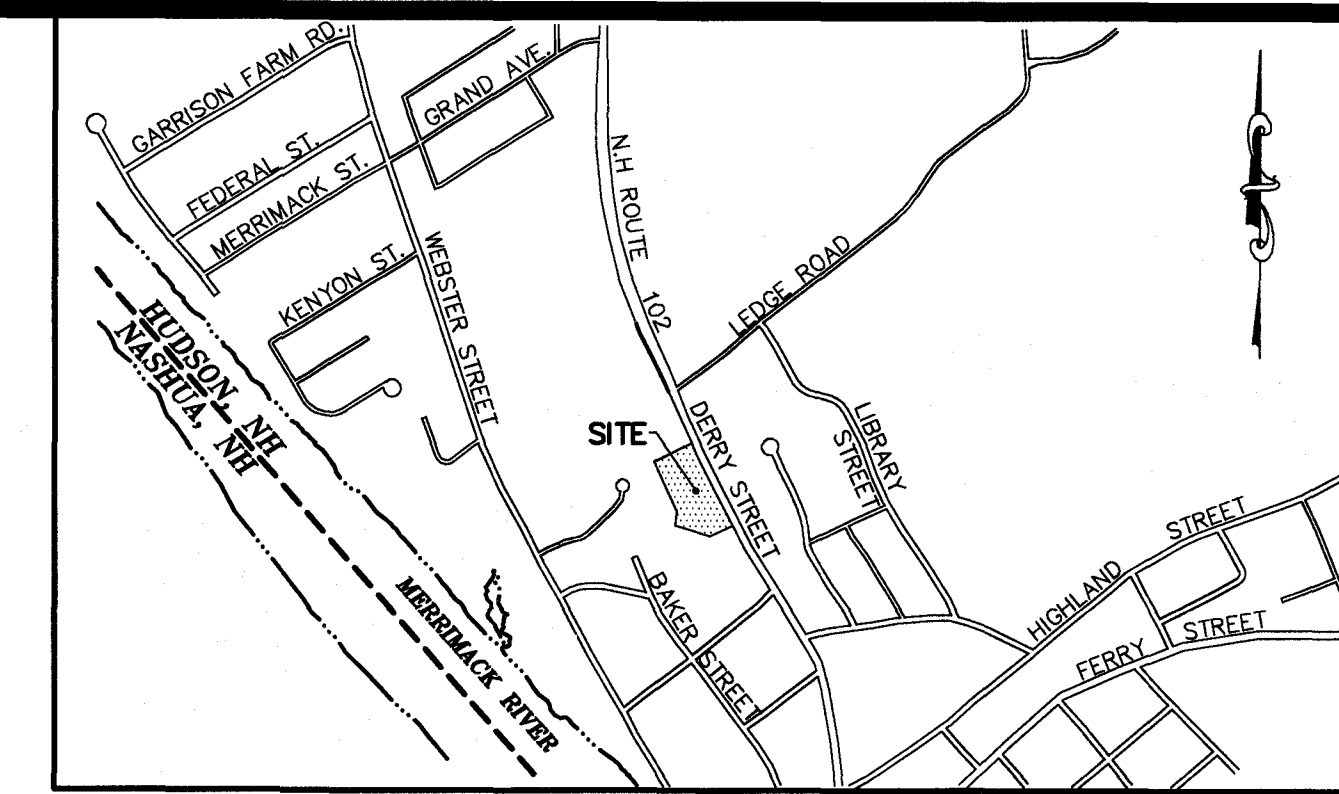 GARRISON FARM RD.
GRAND AVE.
FEDERAL ST.
MERRIMACK ST.
N.H ROUTE 102
KENYON ST.
WEBSTER STREET
LEDGE ROAD
HUDSON, NH
NASHUA, NH
SITE
DERRY STREET
LIBRARY
STREET
HIGHLAND STREET
BAKER STREET
MERRIMACK RIVER
FERRY STREET